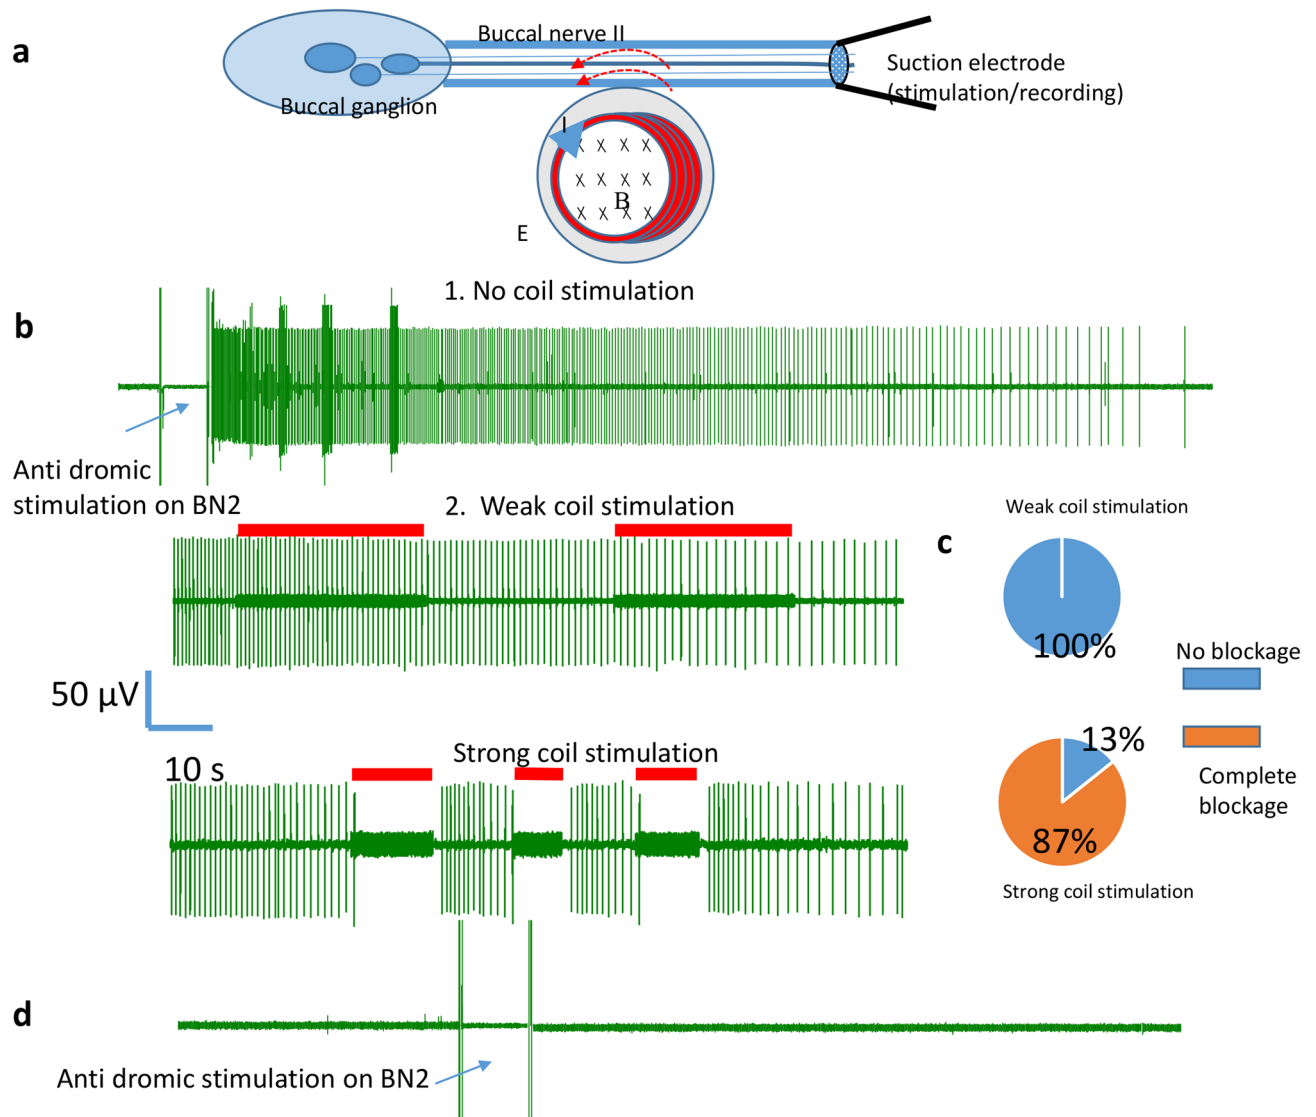 a
Buccal nerve II
Suction electrode
(stimulation/recording)
Buccal ganglion
I
X X X X
X X X X
B
X X X X
E
1. No coil stimulation
b
Anti dromic
stimulation on BN2
2. Weak coil stimulation
Weak coil stimulation
c
100%
No blockage
50 µV
10 s
Strong coil stimulation
13%
Complete
blockage
87%
Strong coil stimulation
d
Anti dromic stimulation on BN2